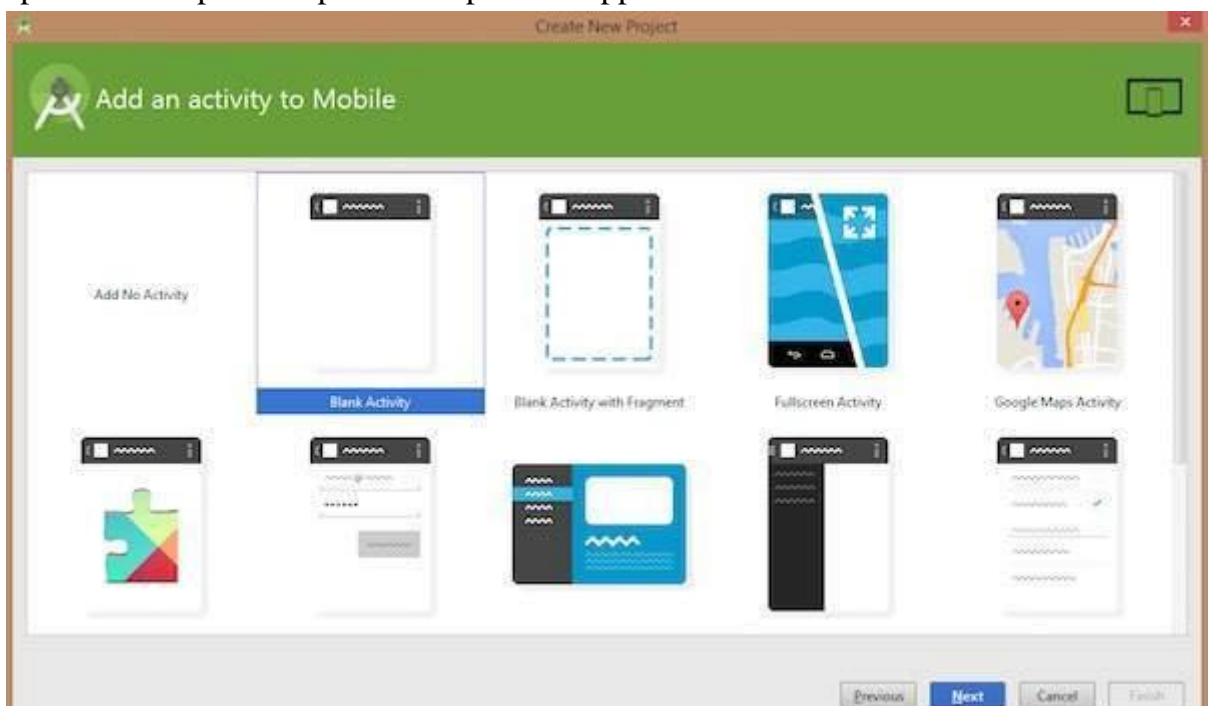 Create New Project
Add an activity to Mobile
Add No Activity
Blank Activity
Blank Activity with Fragment
Fullscreen Activity
Google Maps Activity
Previous
Next
Cancel
Finish